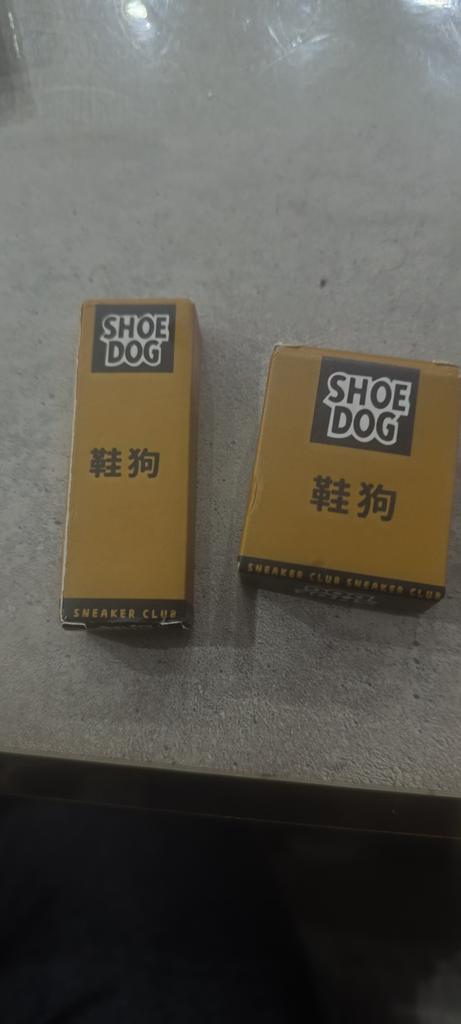 SHOE
DOG
鞋狗
SNEAKER CLUB
SHOE
DOG
鞋狗
SNEAKER CLUB SNEAKER CLUB